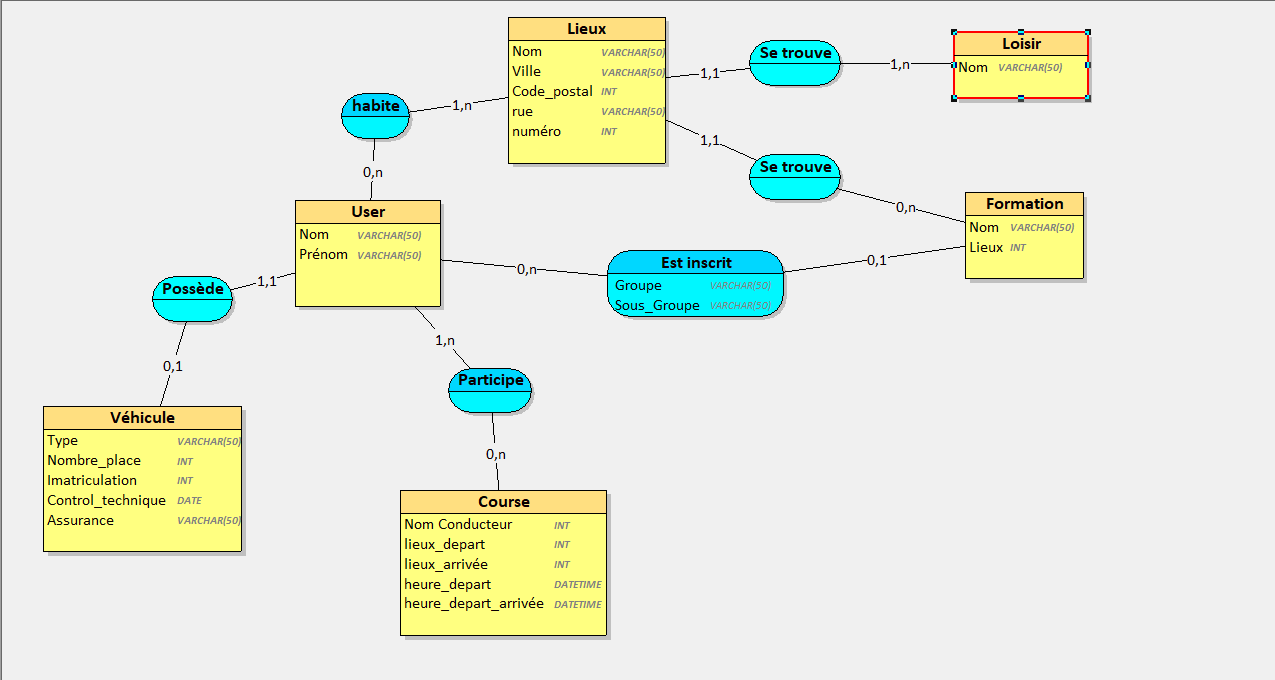 Lieux
Nom VARCHAR(50)
Ville VARCHAR(50)
Code_postal INT
rue VARCHAR(50)
numéro INT
Se trouve
1,1
1,n
Loisir
Nom VARCHAR(50)
habite
1,n
0,n
1,1
Se trouve
0,n
Formation
Nom VARCHAR(50)
Lieux INT
User
Nom VARCHAR(50)
Prénom VARCHAR(50)
0,n
Est inscrit
Groupe VARCHAR(50)
Sous_Groupe VARCHAR(50)
0,1
Possède
1,1
0,1
1,n
Participe
0,n
Véhicule
Type VARCHAR(50)
Nombre_place INT
Imatriculation INT
Control_technique DATE
Assurance VARCHAR(50)
Course
Nom Conducteur INT
lieux_depart INT
lieux_arrivée INT
heure_depart DATETIME
heure_depart_arrivée DATETIME